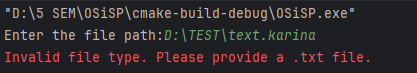 "D:\5 SEM\OSiSP\cmake-build-debug\OSiSP.exe"
Enter the file path:D:\TEST\text.karina
Invalid file type. Please provide a .txt file.